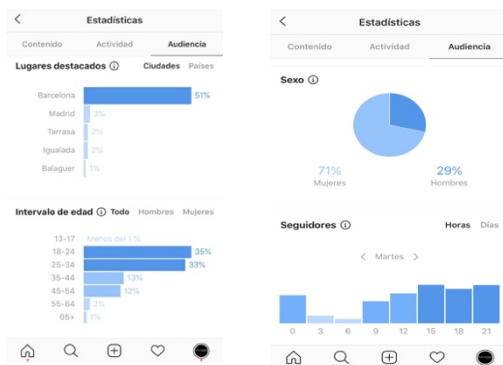 Estadísticas
Contenido Actividad Audiencia
Lugares destacados Ciudades Países
Barcelona 51%
Madrid 3%
Tarrasa 2%
Igualada 2%
Balaguer 1%
Intervalo de edad Todo Hombres Mujeres
13-17 Menos del 1 %
18-24 35%
25-34 33%
35-44 13%
45-54 12%
55-64 2%
65+ 1%
Estadísticas
Contenido Actividad Audiencia
Sexo
71% 29%
Mujeres Hombres
Seguidores Horas Días
< Martes >
0 3 6 9 12 15 18 21